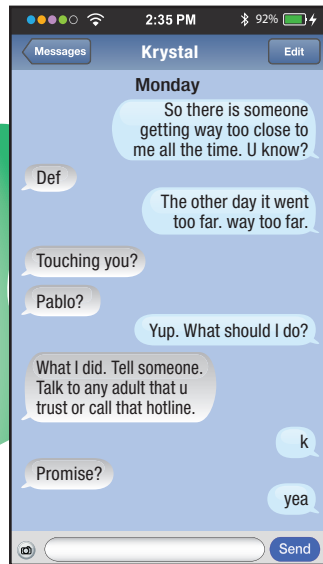 2:35 PM
92%
Messages
Krystal
Edit
Monday
So there is someone
getting way too close to
me all the time. U know?
Def
The other day it went
too far. way too far.
Touching you?
Pablo?
Yup. What should I do?
What I did. Tell someone.
Talk to any adult that u
trust or call that hotline.
k
Promise?
yea
Send